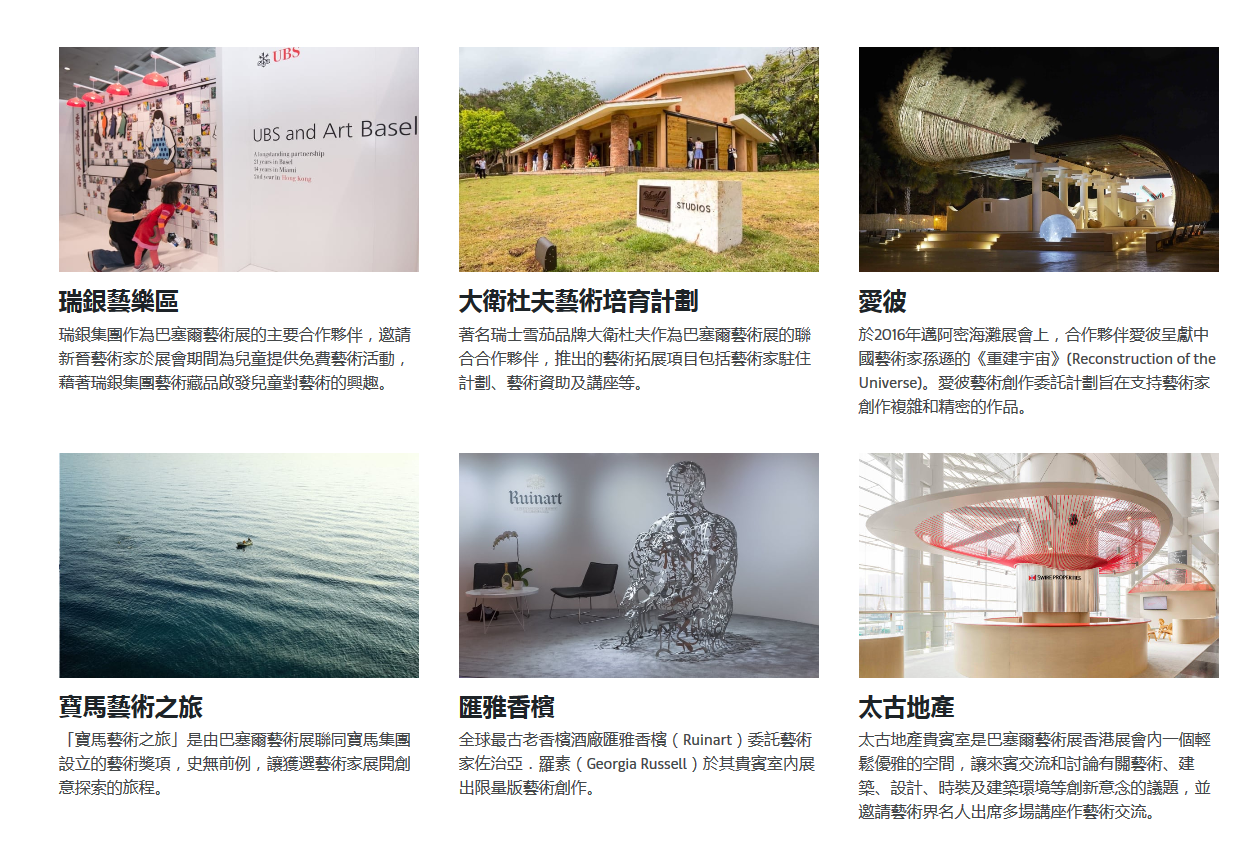 UBS
UBS and Art Basel
A longstanding partnership
21 years in Basel
14 years in Miami
2nd year in Hong Kong
STUDIOS
瑞銀藝樂區
瑞銀集團作為巴塞爾藝術展的主要合作夥伴，邀請
新晉藝術家於展會期間為兒童提供免費藝術活動，
藉著瑞銀集團藝術藏品啟發兒童對藝術的興趣。
大衛杜夫藝術培育計劃
著名瑞士雪茄品牌大衛杜夫作為巴塞爾藝術展的聯
合合作夥伴，推出的藝術拓展項目包括藝術家駐住
計劃、藝術資助及講座等。
愛彼
於2016年邁阿密海灘展會上，合作夥伴愛彼呈獻中
國藝術家孫遜的《重建宇宙》(Reconstruction of the
Universe)。愛彼藝術創作委託計劃旨在支持藝術家
創作複雜和精密的作品。
Ruinart
SWIRE PROPERTIES
寶馬藝術之旅
「寶馬藝術之旅」是由巴塞爾藝術展聯同寶馬集團
設立的藝術獎項，史無前例，讓獲選藝術家展開創
意探索的旅程。
匯雅香檳
全球最古老香檳酒廠匯雅香檳（Ruinart）委託藝術
家佐治亞．羅素（Georgia Russell）於其貴賓室內展
出限量版藝術創作。
太古地產
太古地產貴賓室是巴塞爾藝術展香港展會內一個輕
鬆優雅的空間，讓來賓交流和討論有關藝術、建
築、設計、時裝及建築環境等創新意念的議題，並
邀請藝術界名人出席多場講座作藝術交流。